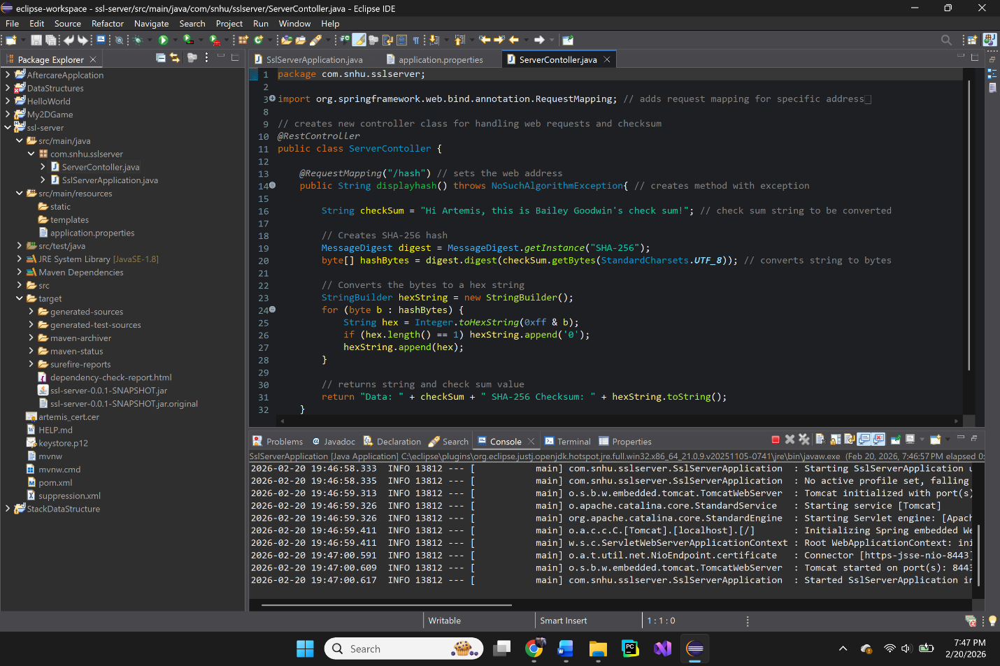 eclipse-workspace - ssl-server/src/main/java/com/snhu/sslserver/ServerContoller.java - Eclipse IDE
File Edit Source Refactor Navigate Search Project Run Window Help
Package Explorer
AftercareApplcation
DataStructures
HelloWorld
My2DGame
ssl-server
src/main/java
com.snhu.sslserver
ServerContoller.java
SslServerApplication.java
src/main/resources
static
templates
application.properties
src/test/java
JRE System Library [JavaSE-1.8]
Maven Dependencies
src
target
generated-sources
generated-test-sources
maven-archiver
maven-status
surefire-reports
dependency-check-report.html
ssl-server-0.0.1-SNAPSHOT.jar
ssl-server-0.0.1-SNAPSHOT.jar.original
artemis_cert.cer
HELP.md
keystore.p12
mvnw
mvnw.cmd
pom.xml
suppression.xml
StackDataStructure
SslServerApplication.java application.properties ServerContoller.java
1 package com.snhu.sslserver;
2
3 import org.springframework.web.bind.annotation.RequestMapping; // adds request mapping for specific address
8
9 // creates new controller class for handling web requests and checksum
10 @RestController
11 public class ServerContoller {
12
13 @RequestMapping("/hash") // sets the web address
14 public String displayhash() throws NoSuchAlgorithmException{ // creates method with exception
15
16 String checkSum = "Hi Artemis, this is Bailey Goodwin's check sum!"; // check sum string to be converted
17
18 // Creates SHA-256 hash
19 MessageDigest digest = MessageDigest.getInstance("SHA-256");
20 byte[] hashBytes = digest.digest(checkSum.getBytes(StandardCharsets.UTF_8)); // converts string to bytes
21
22 // Converts the bytes to a hex string
23 StringBuilder hexString = new StringBuilder();
24 for (byte b : hashBytes) {
25 String hex = Integer.toHexString(0xff & b);
26 if (hex.length() == 1) hexString.append('0');
27 hexString.append(hex);
28 }
29
30 // returns string and check sum value
31 return "Data: " + checkSum + " SHA-256 Checksum: " + hexString.toString();
32 }
Problems Javadoc Declaration Search Console Terminal Properties
SslServerApplication [Java Application] C:\eclipse\plugins\org.eclipse.justj.openjdk.hotspot.jre.full.win32.x86_64_21.0.9.v20251105-0741\jre\bin\javaw.exe (Feb 20, 2026, 7:46:57 PM elapsed 0:
2026-02-20 19:46:58.333 INFO 13812 --- [ main] com.snhu.sslserver.SslServerApplication : Starting SslServerApplication u
2026-02-20 19:46:58.335 INFO 13812 --- [ main] com.snhu.sslserver.SslServerApplication : No active profile set, falling
2026-02-20 19:46:59.313 INFO 13812 --- [ main] o.s.b.w.embedded.tomcat.TomcatWebServer : Tomcat initialized with port(s)
2026-02-20 19:46:59.326 INFO 13812 --- [ main] o.apache.catalina.core.StandardService : Starting service [Tomcat]
2026-02-20 19:46:59.326 INFO 13812 --- [ main] org.apache.catalina.core.StandardEngine : Starting Servlet engine: [Apach
2026-02-20 19:46:59.411 INFO 13812 --- [ main] o.a.c.c.C.[Tomcat].[localhost].[/] : Initializing Spring embedded We
2026-02-20 19:46:59.411 INFO 13812 --- [ main] w.s.c.ServletWebServerApplicationContext : Root WebApplicationContext: ini
2026-02-20 19:47:00.591 INFO 13812 --- [ main] o.a.t.util.net.NioEndpoint.certificate : Connector [https-jsse-nio-8443]
2026-02-20 19:47:00.609 INFO 13812 --- [ main] o.s.b.w.embedded.tomcat.TomcatWebServer : Tomcat started on port(s): 8443
2026-02-20 19:47:00.617 INFO 13812 --- [ main] com.snhu.sslserver.SslServerApplication : Started SslServerApplication in
Writable Smart Insert 1 : 1 : 0
Search
7:47 PM
2/20/2026